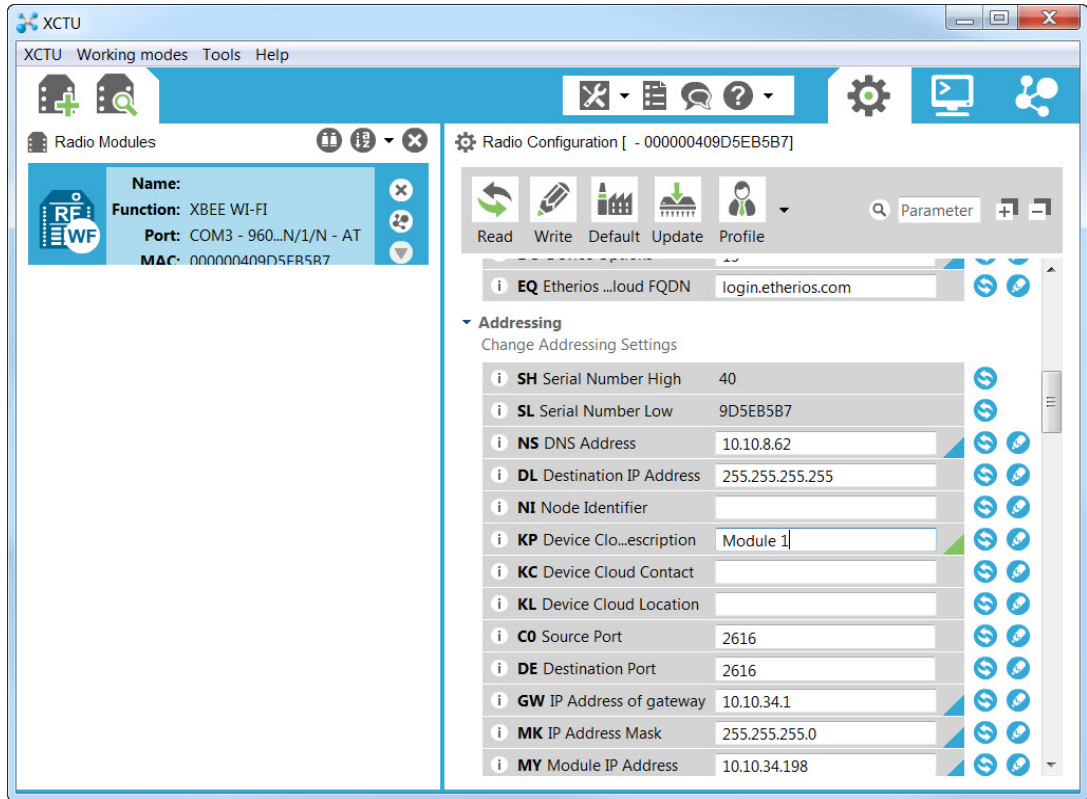 XCTU
XCTU Working modes Tools Help
Radio Modules
Name:
Function: XBEE WI-FI
Port: COM3 - 960...N/1/N - AT
MAC: 000000409D5EB5B7
RF
WF
Radio Configuration [ - 000000409D5EB5B7]
Read Write Default Update Profile
Parameter
EQ Etherios ...loud FQDN login.etherios.com
Addressing
Change Addressing Settings
SH Serial Number High 40
SL Serial Number Low 9D5EB5B7
NS DNS Address 10.10.8.62
DL Destination IP Address 255.255.255.255
NI Node Identifier
KP Device Clo...escription Module 1
KC Device Cloud Contact
KL Device Cloud Location
C0 Source Port 2616
DE Destination Port 2616
GW IP Address of gateway 10.10.34.1
MK IP Address Mask 255.255.255.0
MY Module IP Address 10.10.34.198